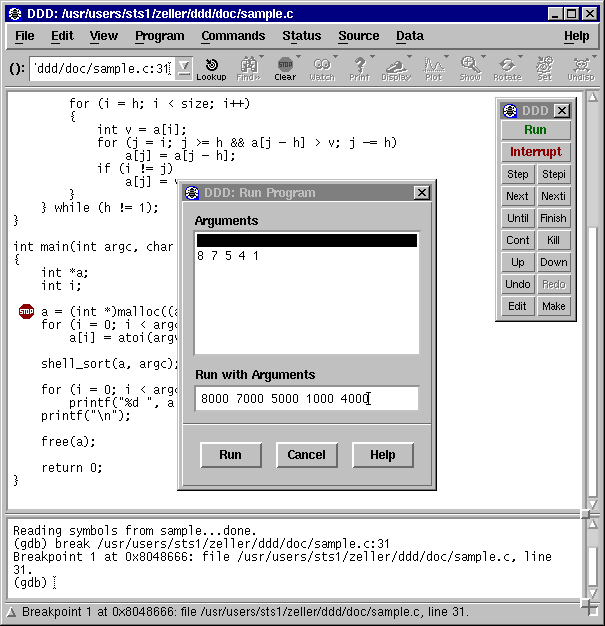 DDD: /usr/users/sts1/zeller/ddd/doc/sample.c
File Edit View Program Commands Status Source Data Help
(): 'ddd/doc/sample.c:31
Lookup Find» Clear Watch Print Display Plot Show Rotate Set Undisp
for (i = h; i < size; i++)
{
int v = a[i];
for (j = i; j >= h && a[j - h] > v; j -= h)
a[j] = a[j - h];
if (i != j)
a[j] = v
}
} while (h != 1);
}
int main(int argc, char
{
int *a;
int i;
STOP a = (int *)malloc((a
for (i = 0; i < argc
a[i] = atoi(argv
shell_sort(a, argc);
for (i = 0; i < argc
printf("%d ", a
printf("\n");
free(a);
return 0;
}
DDD
Run
Interrupt
Step Stepi
Next Nexti
Until Finish
Cont Kill
Up Down
Undo Redo
Edit Make
DDD: Run Program
Arguments
8 7 5 4 1
Run with Arguments
8000 7000 5000 1000 4000
Run Cancel Help
Reading symbols from sample...done.
(gdb) break /usr/users/sts1/zeller/ddd/doc/sample.c:31
Breakpoint 1 at 0x8048666: file /usr/users/sts1/zeller/ddd/doc/sample.c, line
31.
(gdb)
Breakpoint 1 at 0x8048666: file /usr/users/sts1/zeller/ddd/doc/sample.c, line 31.